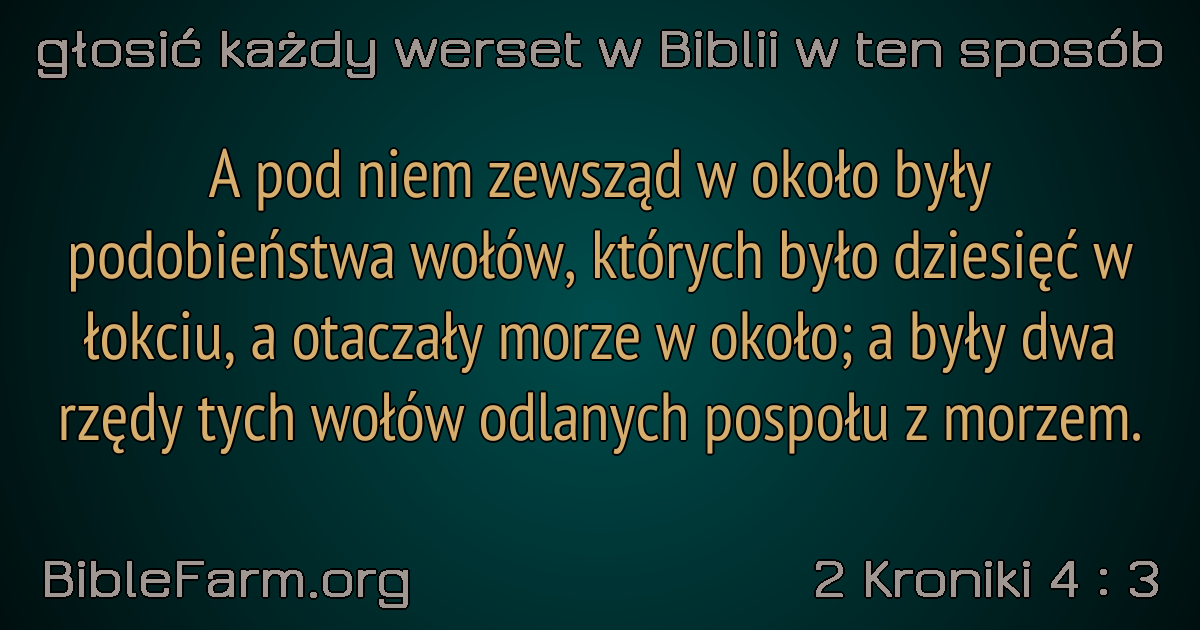 głosić każdy werset w Biblii w ten sposób
A pod niem zewsząd w około były
podobieństwa wołów, których było dziesięć w
łokciu, a otaczały morze w około; a były dwa
rzędy tych wołów odlanych pospołu z morzem.
BibleFarm.org
2 Kroniki 4 : 3